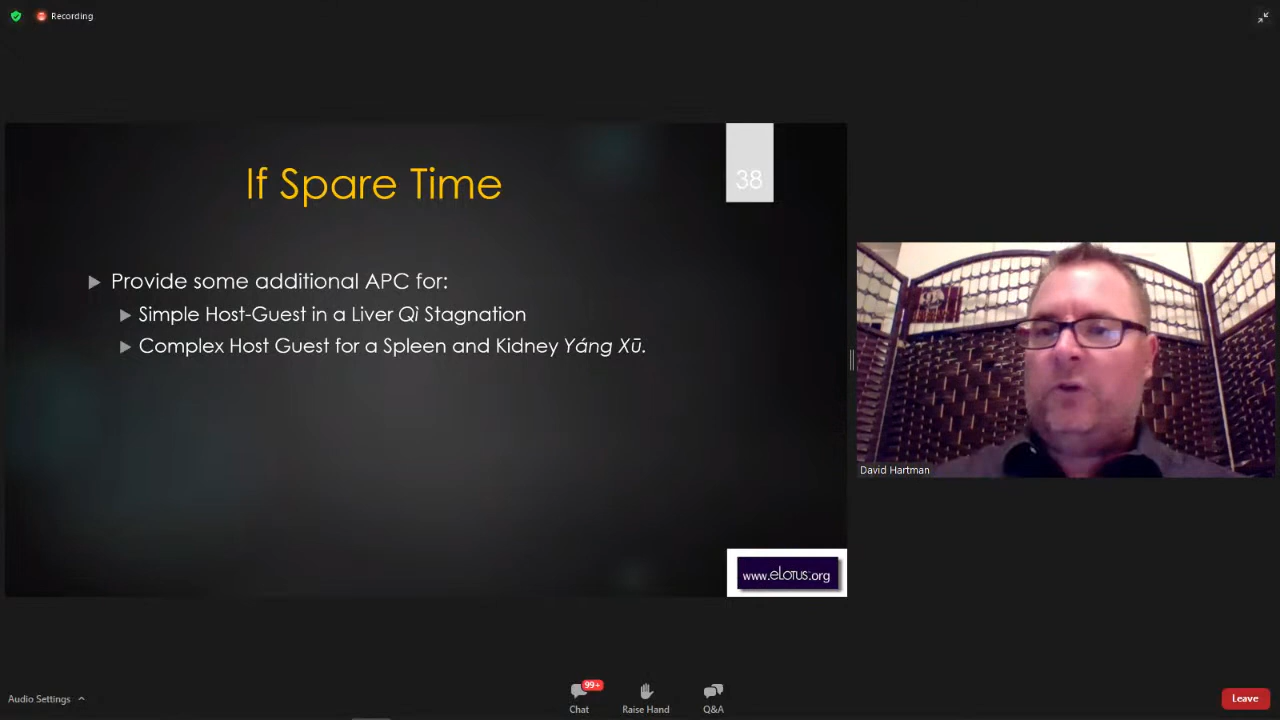 Recording
If Spare Time
38
Provide some additional APC for:
Simple Host-Guest in a Liver Qì Stagnation
Complex Host Guest for a Spleen and Kidney Yáng Xū.
David Hartman
www.eLotus.org
Audio Settings
99+
Chat
Raise Hand
Q&A
Leave